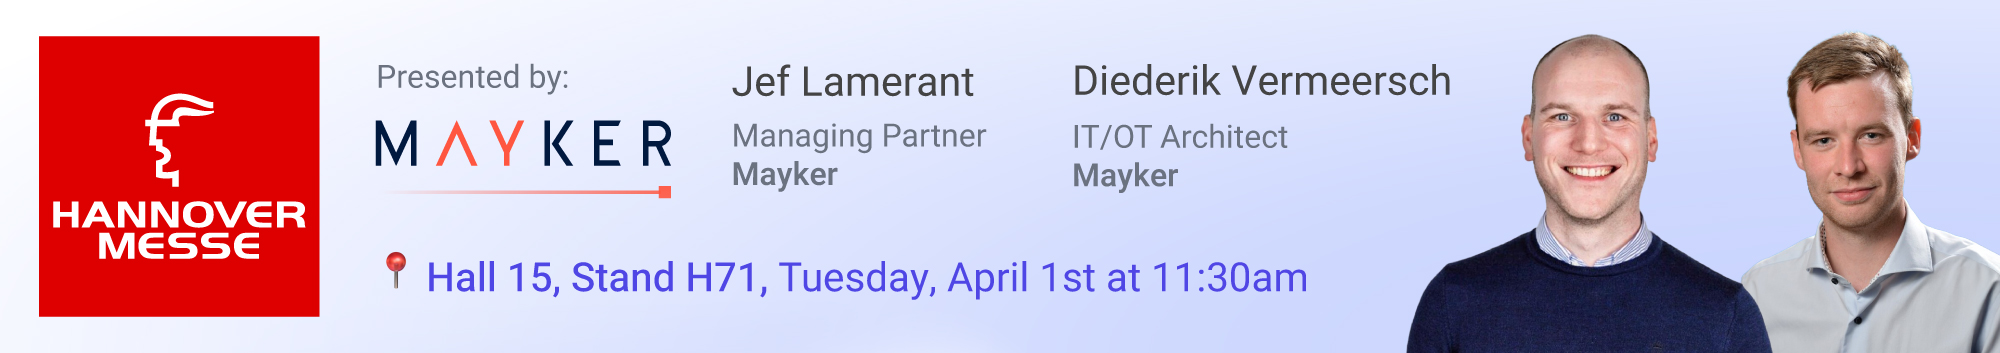 HANNOVER
MESSE
Presented by:
MAYKER
Jef Lamerant
Managing Partner
Mayker
Diederik Vermeersch
IT/OT Architect
Mayker
Hall 15, Stand H71, Tuesday, April 1st at 11:30am